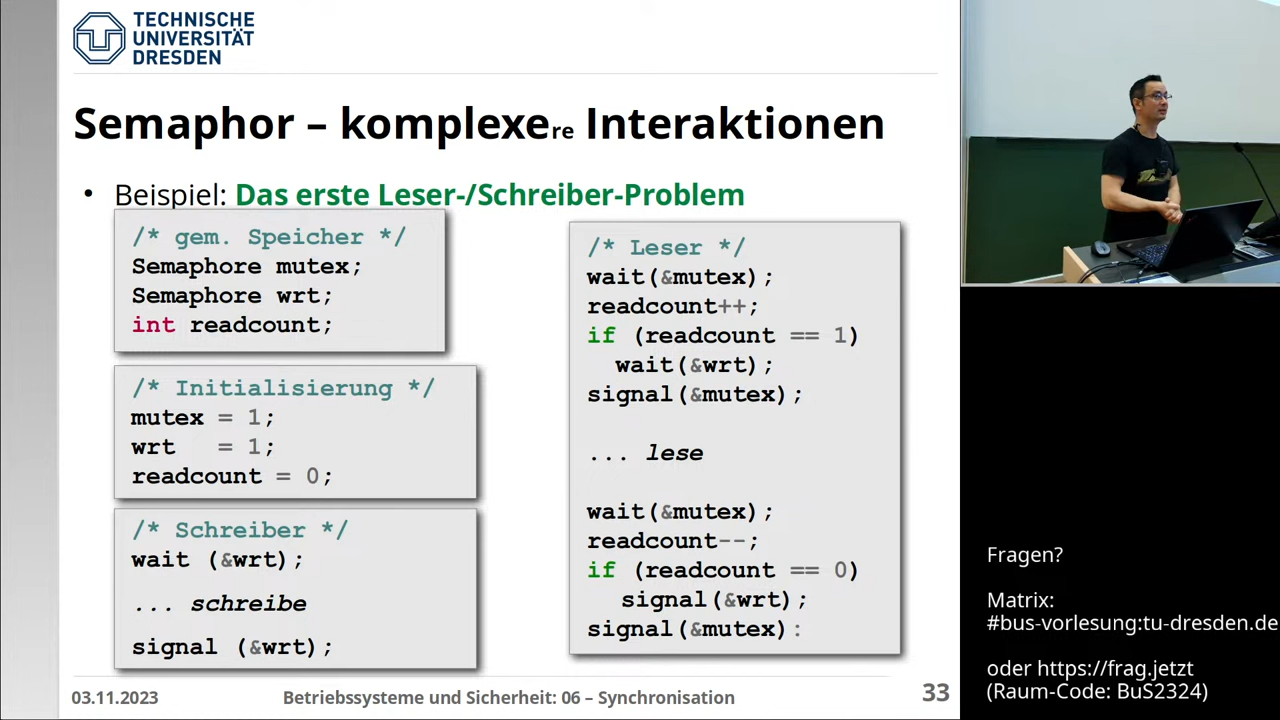 TECHNISCHE
UNIVERSITÄT
DRESDEN
Semaphor – komplexere Interaktionen
• Beispiel: Das erste Leser-/Schreiber-Problem
/* gem. Speicher */
Semaphore mutex;
Semaphore wrt;
int readcount;
/* Initialisierung */
mutex = 1;
wrt   = 1;
readcount = 0;
/* Schreiber */
wait (&wrt);
... schreibe
signal (&wrt);
/* Leser */
wait(&mutex);
readcount++;
if (readcount == 1)
  wait(&wrt);
signal(&mutex);
... lese
wait(&mutex);
readcount--;
if (readcount == 0)
  signal(&wrt);
signal(&mutex):
03.11.2023 Betriebssysteme und Sicherheit: 06 – Synchronisation 33
Fragen?
Matrix:
#bus-vorlesung:tu-dresden.de
oder https://frag.jetzt
(Raum-Code: BuS2324)